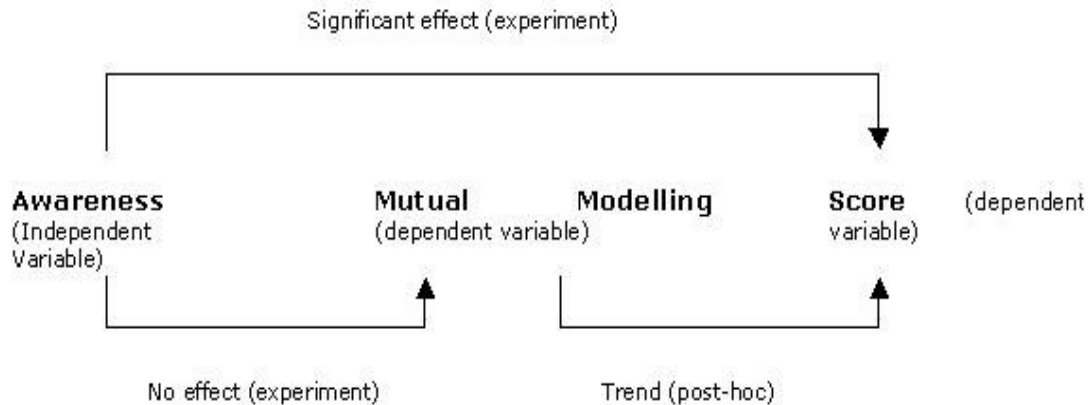 Significant effect (experiment)
Awareness Mutual Modelling Score (dependent
(Independent (dependent variable) variable)
Variable)
No effect (experiment) Trend (post-hoc)